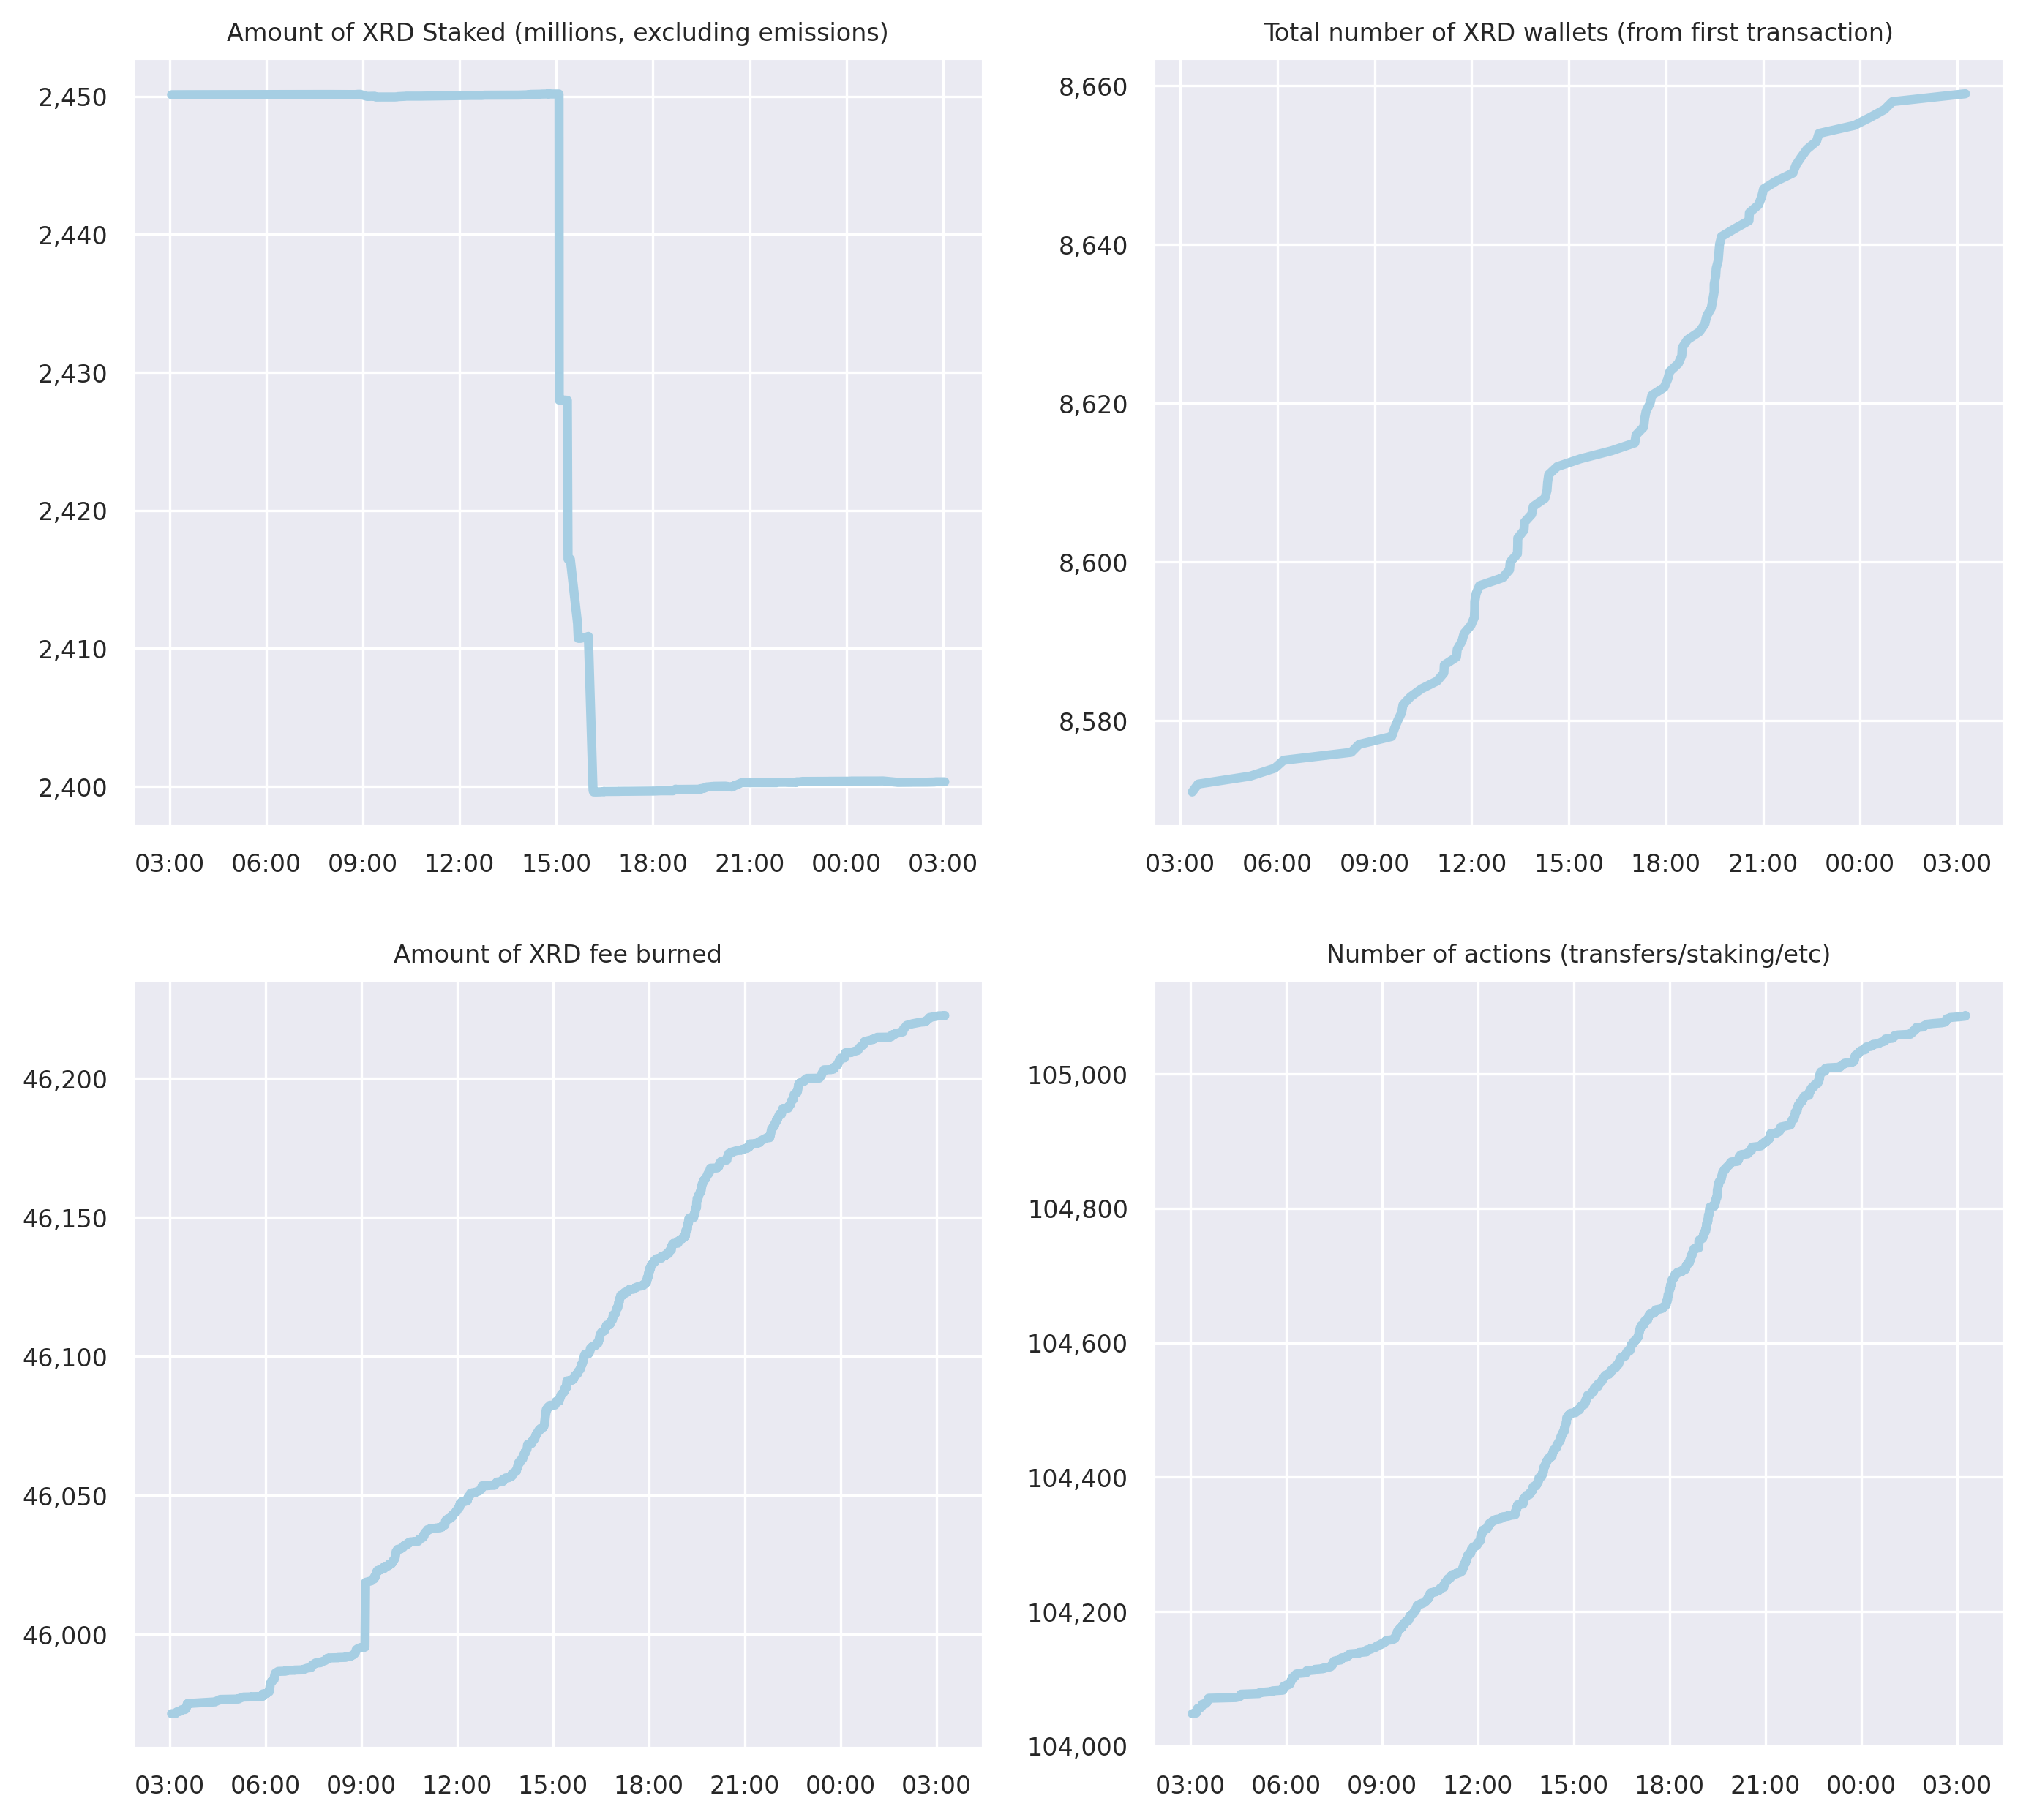 Amount of XRD Staked (millions, excluding emissions)
2,450
2,440
2,430
2,420
2,410
2,400
03:00 06:00 09:00 12:00 15:00 18:00 21:00 00:00 03:00
Total number of XRD wallets (from first transaction)
8,660
8,640
8,620
8,600
8,580
03:00 06:00 09:00 12:00 15:00 18:00 21:00 00:00 03:00
Amount of XRD fee burned
46,200
46,150
46,100
46,050
46,000
03:00 06:00 09:00 12:00 15:00 18:00 21:00 00:00 03:00
Number of actions (transfers/staking/etc)
105,000
104,800
104,600
104,400
104,200
104,000
03:00 06:00 09:00 12:00 15:00 18:00 21:00 00:00 03:00